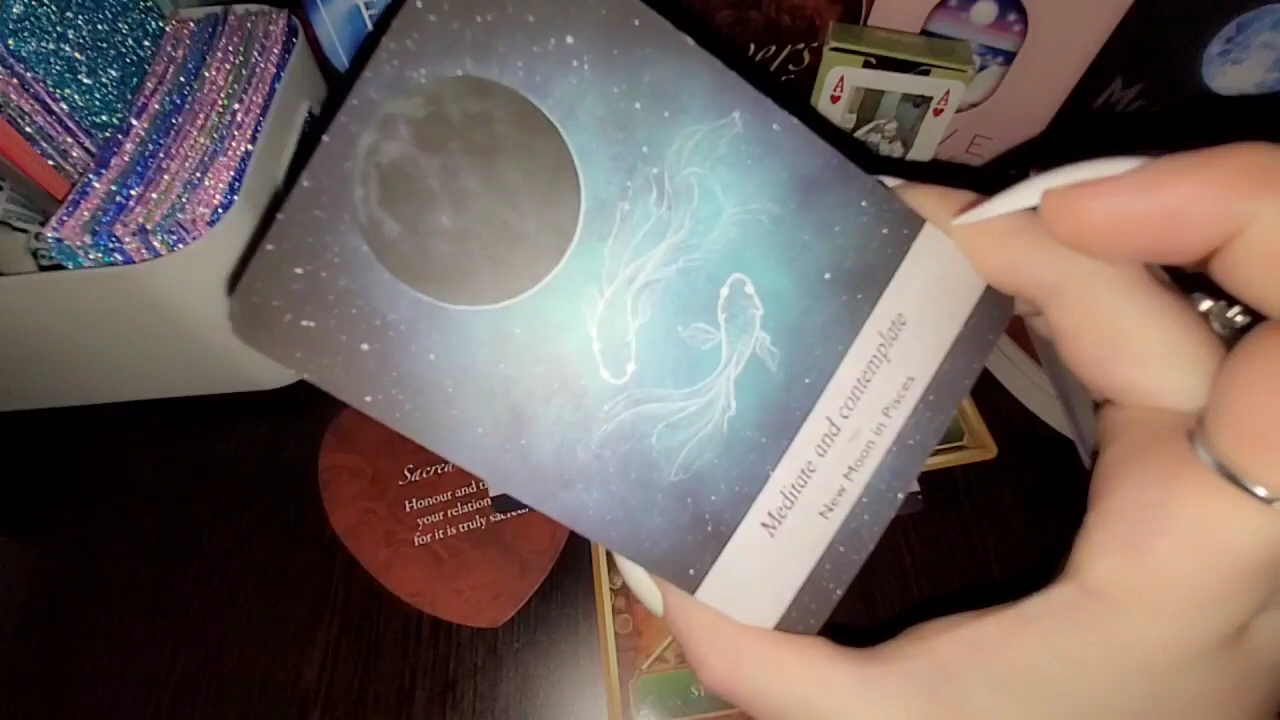 Meditate and contemplate
New Moon in Pisces
Sacred
Honour and
your relation
for it is truly sacred
A
A